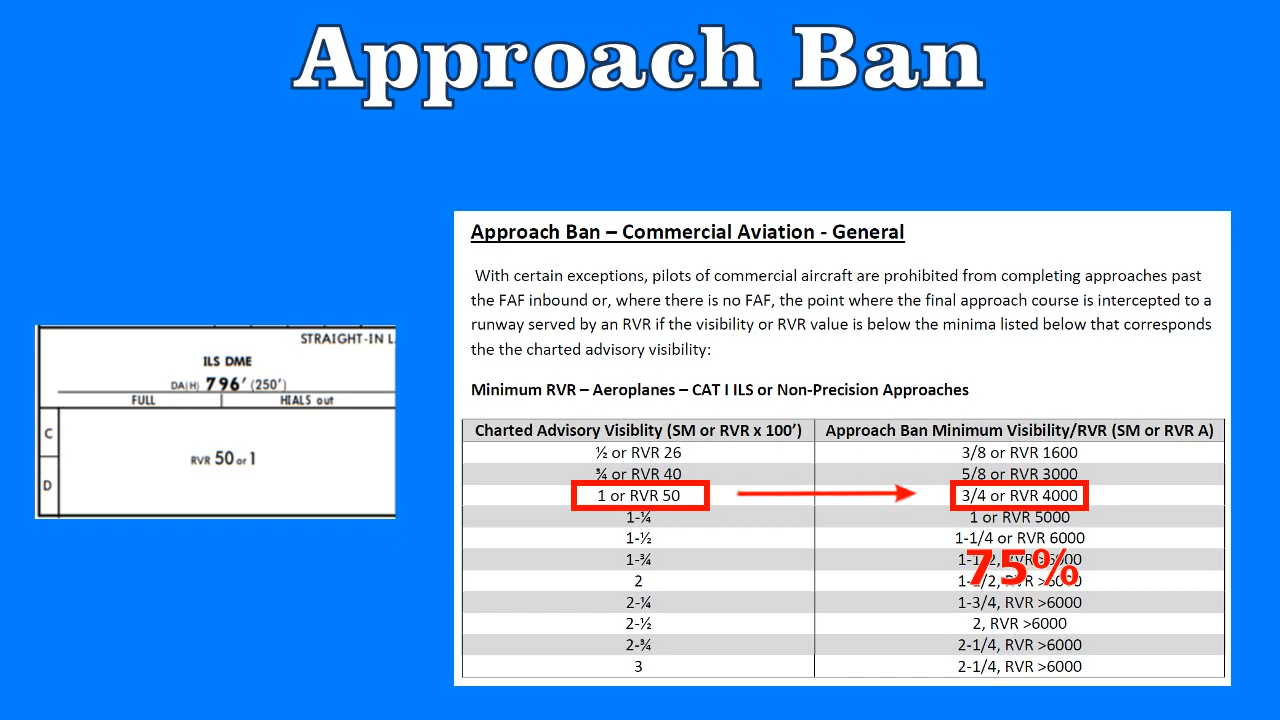 Approach Ban
STRAIGHT-IN L
ILS DME
DA(H) 796' (250')
FULL HIALS out
C
RVR 50 or 1
D
Approach Ban – Commercial Aviation - General
With certain exceptions, pilots of commercial aircraft are prohibited from completing approaches past
the FAF inbound or, where there is no FAF, the point where the final approach course is intercepted to a
runway served by an RVR if the visibility or RVR value is below the minima listed below that corresponds
the the charted advisory visibility:
Minimum RVR – Aeroplanes – CAT I ILS or Non-Precision Approaches
Charted Advisory Visiblity (SM or RVR x 100') Approach Ban Minimum Visibility/RVR (SM or RVR A)
½ or RVR 26 3/8 or RVR 1600
¾ or RVR 40 5/8 or RVR 3000
1 or RVR 50 3/4 or RVR 4000
1-¼ 1 or RVR 5000
1-½ 1-1/4 or RVR 6000
1-¾ RVR >6000
75%
2 1-1/2, RVR >6000
2-¼ 1-3/4, RVR >6000
2-½ 2, RVR >6000
2-¾ 2-1/4, RVR >6000
3 2-1/4, RVR >6000